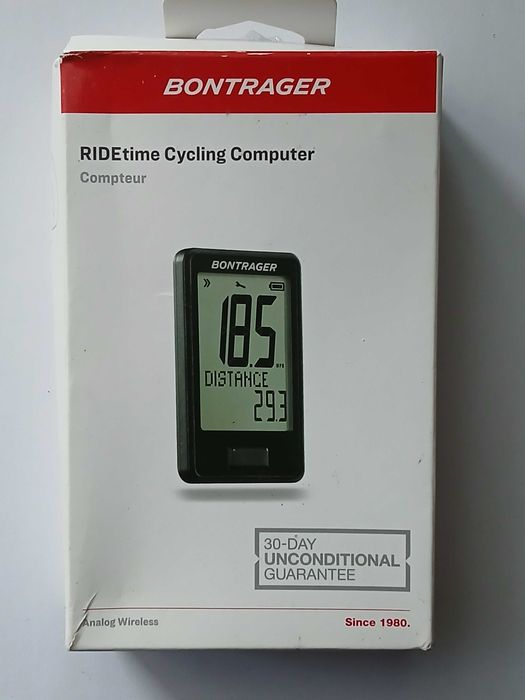 BONTRAGER
RIDEtime Cycling Computer
Compteur
BONTRAGER
18.5
DISTANCE
29.3
30-DAY
UNCONDITIONAL
GUARANTEE
Analog Wireless
Since 1980.